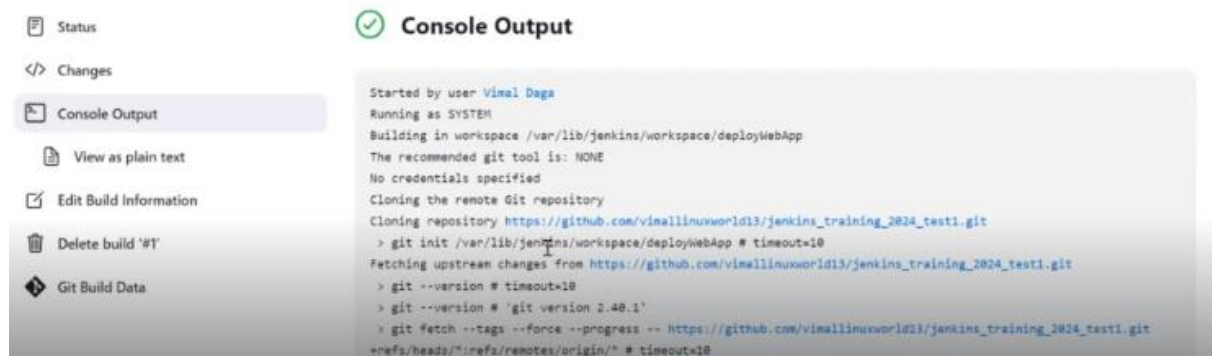 Status
Changes
Console Output
View as plain text
Edit Build Information
Delete build '#1'
Git Build Data
Console Output
Started by user Vimal Daga
Running as SYSTEM
Building in workspace /var/lib/jenkins/workspace/deployWebApp
The recommended git tool is: NONE
No credentials specified
Cloning the remote Git repository
Cloning repository https://github.com/vimallinuxworld13/jenkins_training_2024_test1.git
> git init /var/lib/jenkins/workspace/deployWebApp # timeout=10
Fetching upstream changes from https://github.com/vimallinuxworld13/jenkins_training_2024_test1.git
> git --version # timeout=10
> git --version # 'git version 2.40.1'
> git fetch --tags --force --progress -- https://github.com/vimallinuxworld13/jenkins_training_2024_test1.git
+refs/heads/*:refs/remotes/origin/* # timeout=10